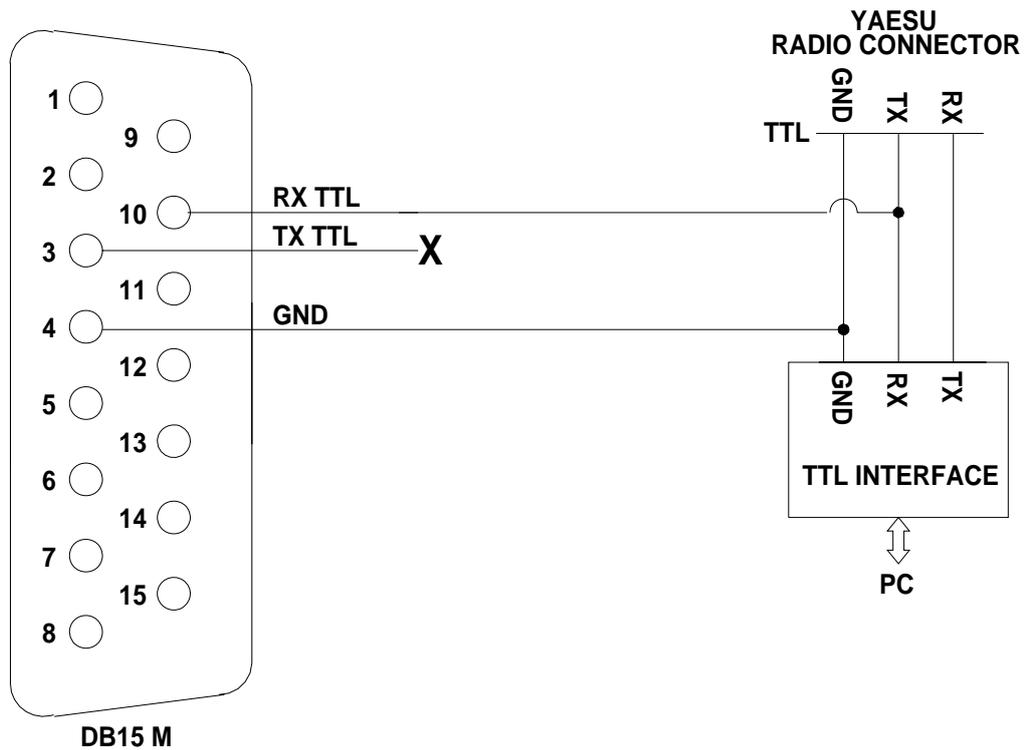 YAESU
RADIO CONNECTOR
GND TX RX
TTL
1
9
2
10
RX TTL
3
TX TTL
X
11
4
GND
12
5
13
6
14
7
15
8
GND RX TX
TTL INTERFACE
PC
DB15 M